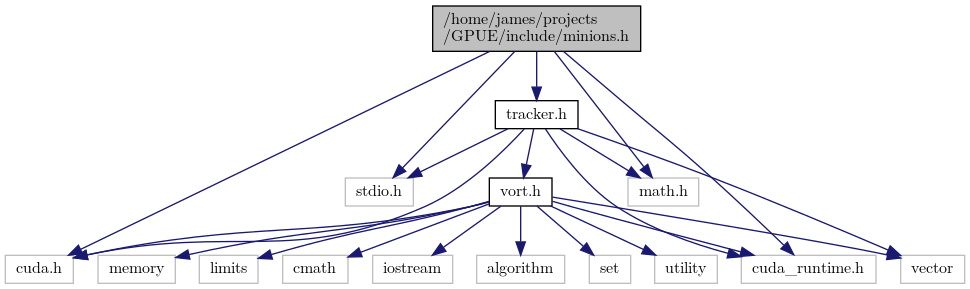 /home/james/projects
/GPUE/include/minions.h
tracker.h
stdio.h
vort.h
math.h
cuda.h
memory
limits
cmath
iostream
algorithm
set
utility
cuda_runtime.h
vector